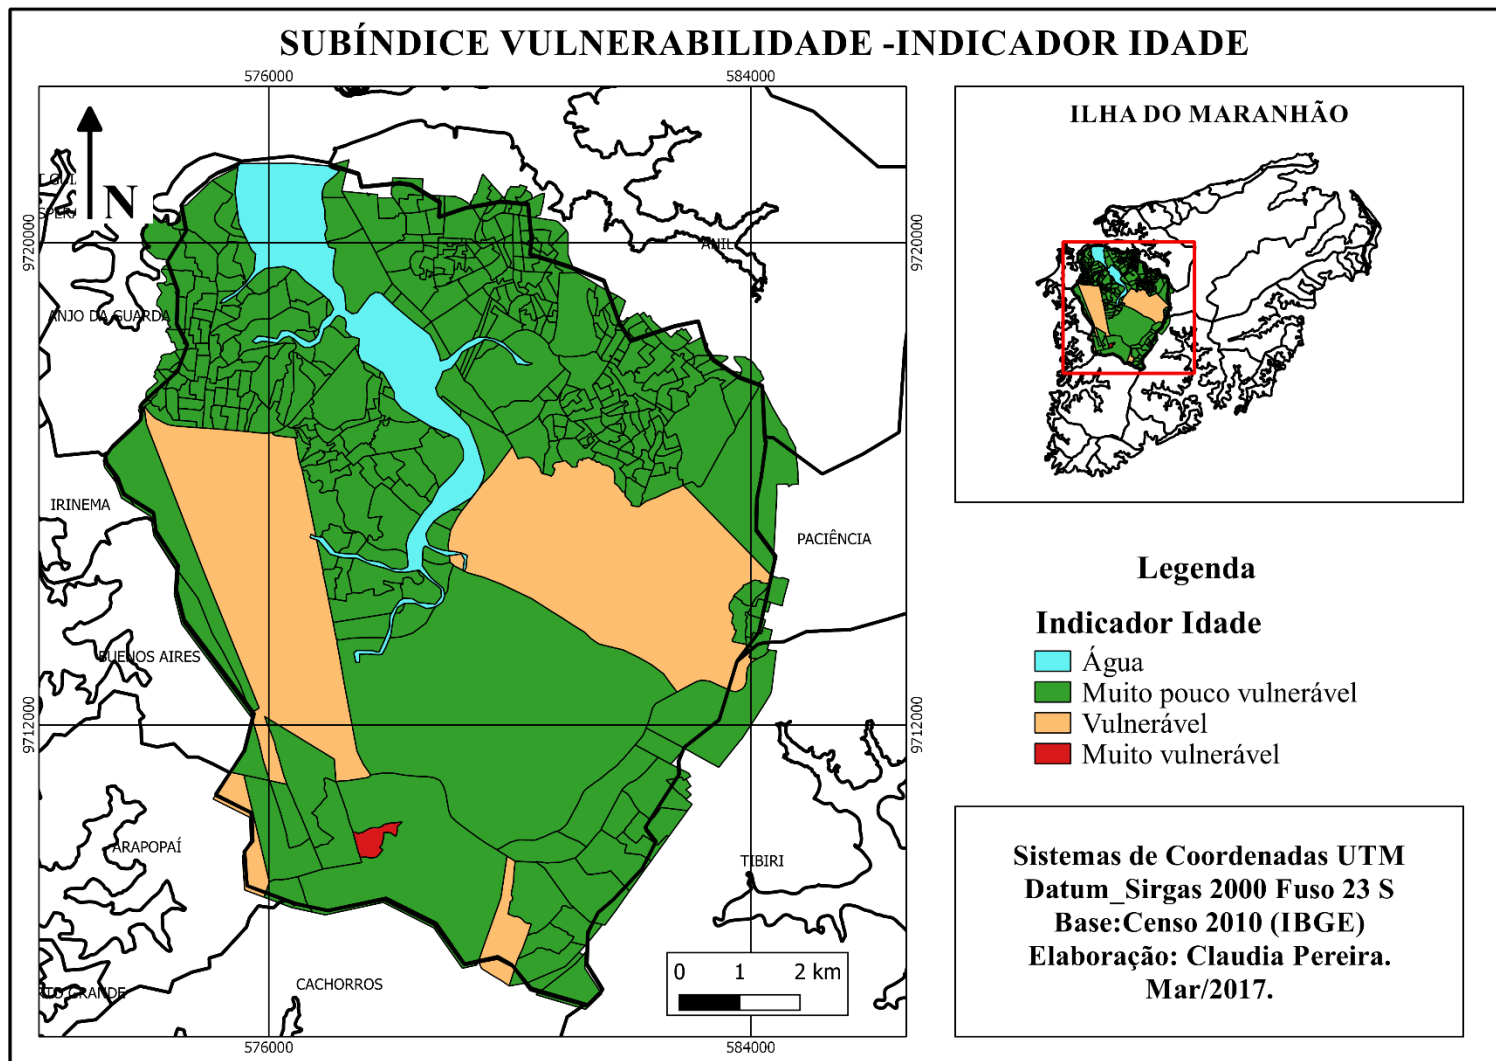 SUBÍNDICE VULNERABILIDADE -INDICADOR IDADE
576000
584000
N
9720000
9720000
ANIL
ANJO DA GUARDA
IRINEMA
PACIÊNCIA
BUENOS AIRES
9712000
9712000
ARAPOPAÍ
TIBIRI
CACHORROS
RIO GRANDE
0 1 2 km
576000
584000
ILHA DO MARANHÃO
Legenda
Indicador Idade
Água
Muito pouco vulnerável
Vulnerável
Muito vulnerável
Sistemas de Coordenadas UTM
Datum_Sirgas 2000 Fuso 23 S
Base:Censo 2010 (IBGE)
Elaboração: Claudia Pereira.
Mar/2017.